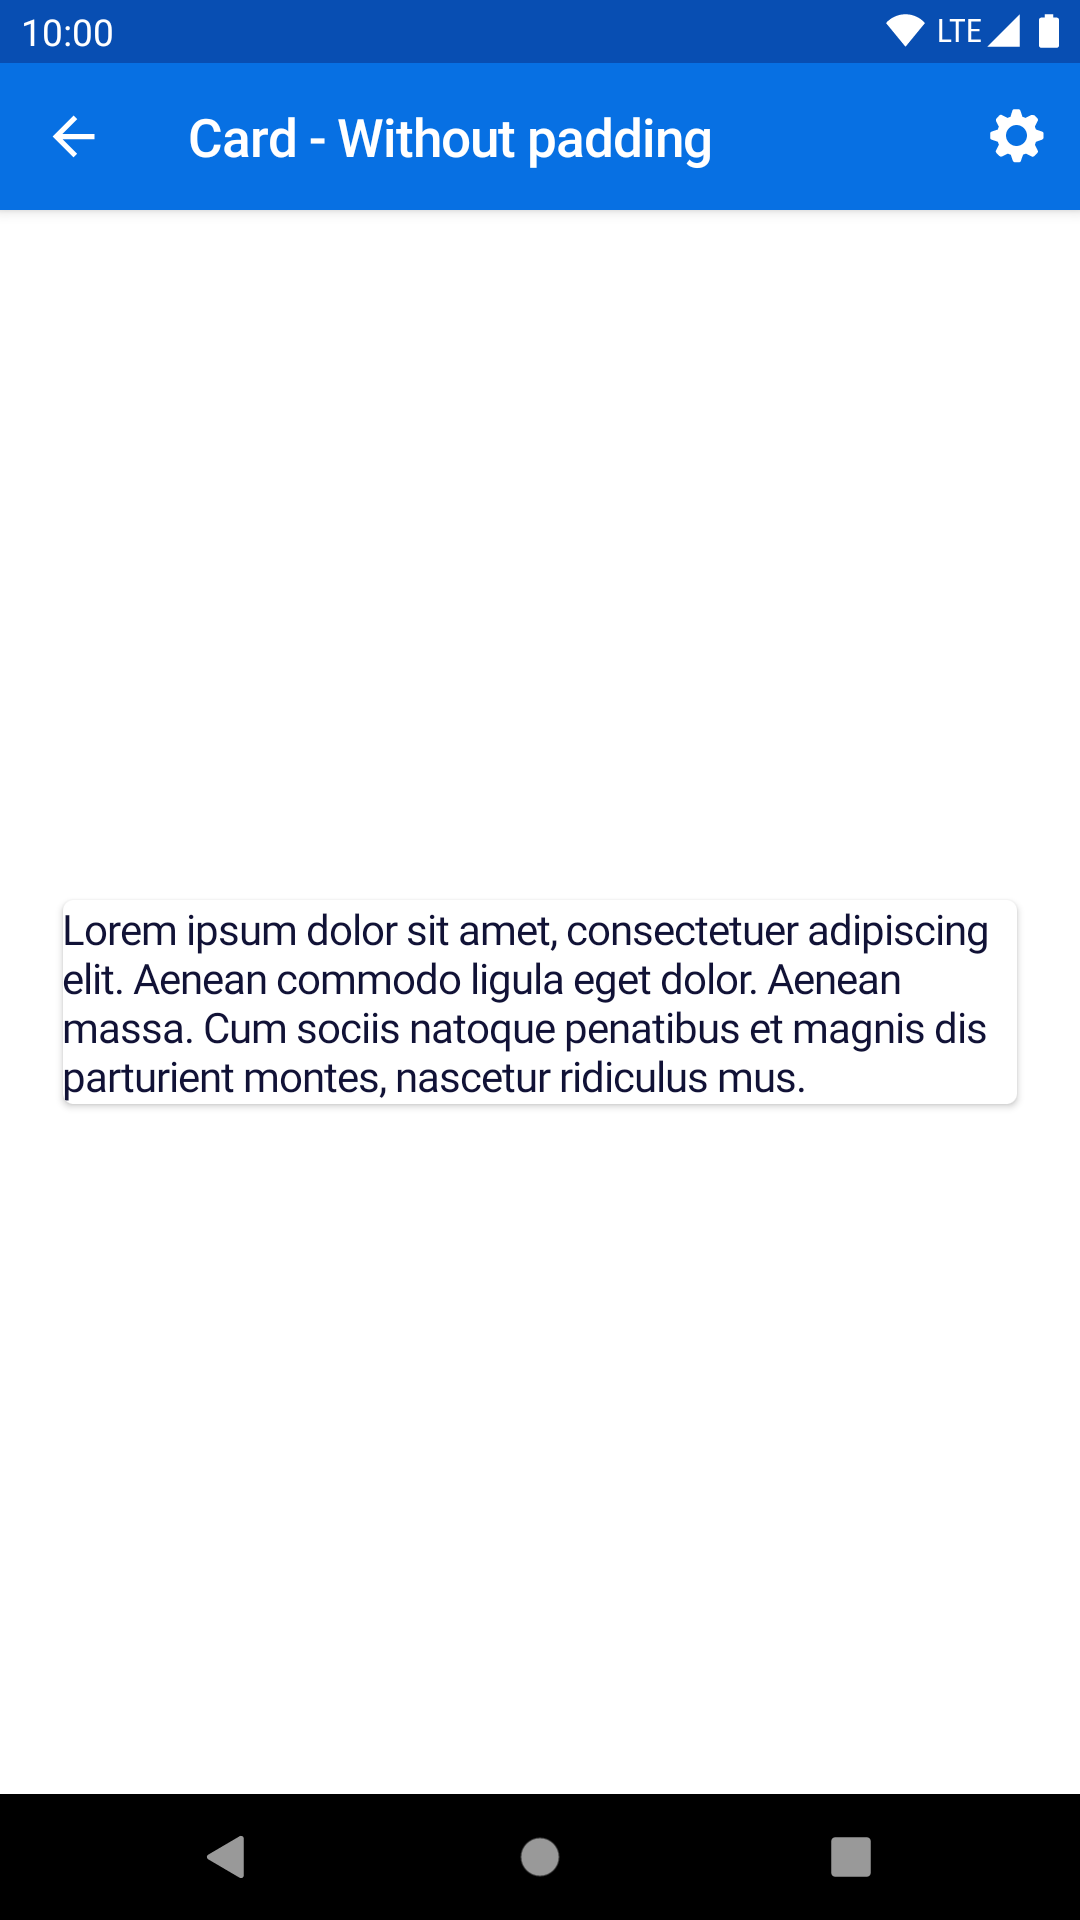 10:00 LTE
Card - Without padding
Lorem ipsum dolor sit amet, consectetuer adipiscing
elit. Aenean commodo ligula eget dolor. Aenean
massa. Cum sociis natoque penatibus et magnis dis
parturient montes, nascetur ridiculus mus.